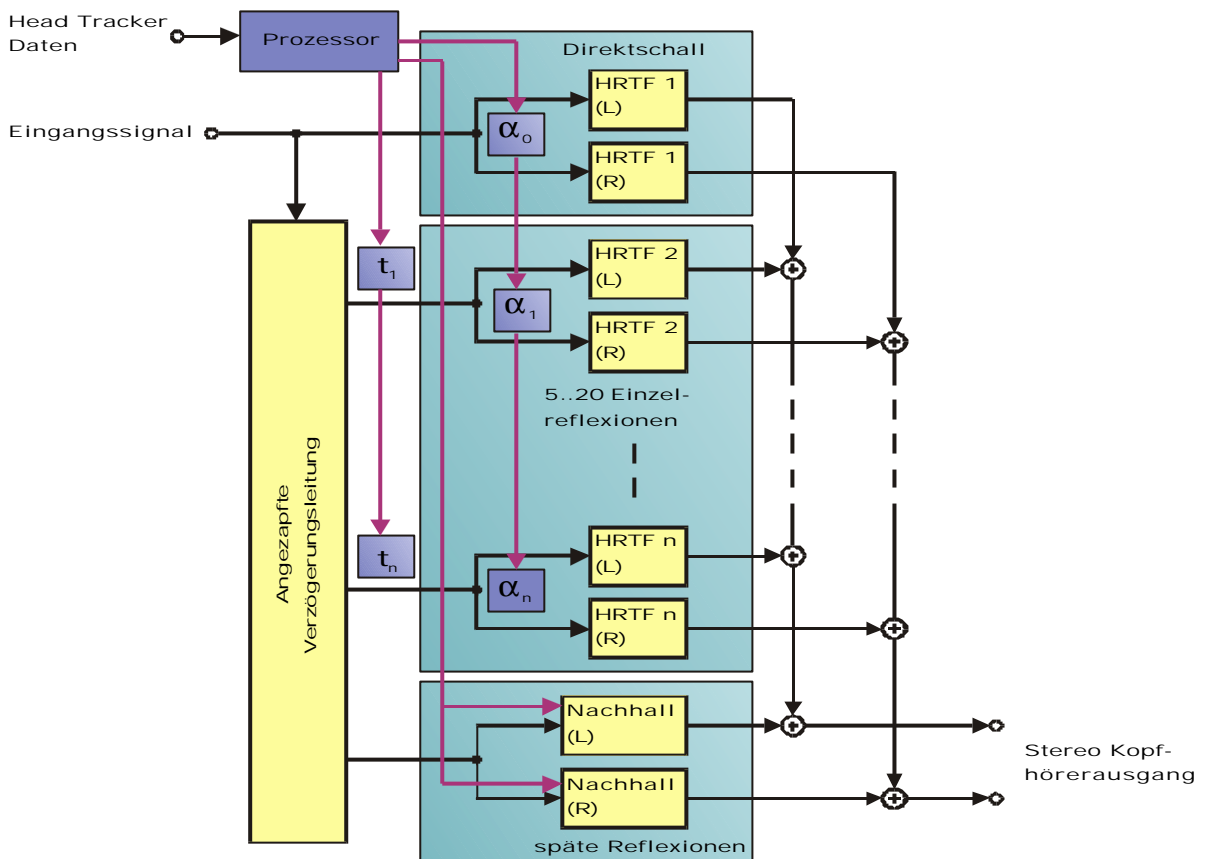 Head Tracker
Daten
Prozessor
Direktschall
HRTF 1
(L)
α₀
Eingangssignal
HRTF 1
(R)
t₁
HRTF 2
(L)
α₁
HRTF 2
(R)
5..20 Einzel-
reflexionen
Angezapfte
Verzögerungsleitung
tₙ
HRTF n
(L)
αₙ
HRTF n
(R)
Nachhall
(L)
Stereo Kopf-
hörerausgang
Nachhall
(R)
späte Reflexionen